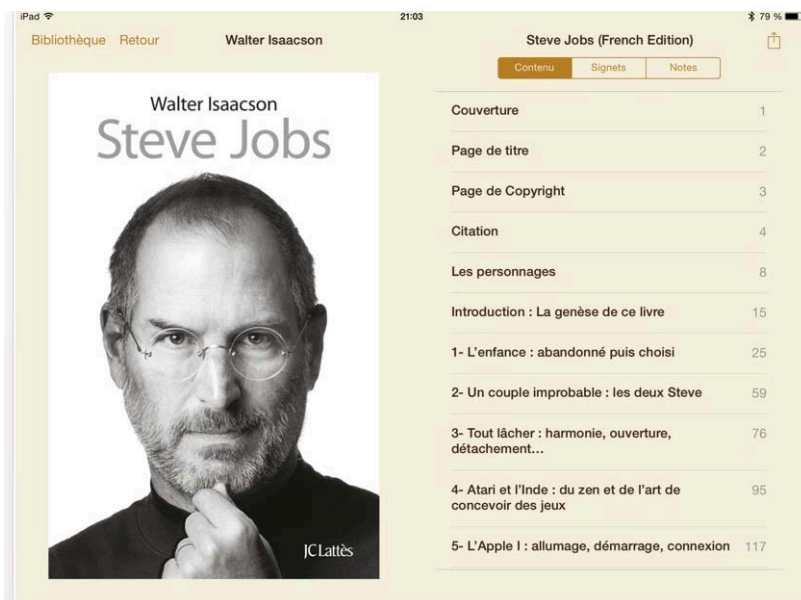 iPad
21:03
79 %
Bibliothèque Retour
Walter Isaacson
Steve Jobs (French Edition)
Contenu Signets Notes
Walter Isaacson
Steve Jobs
JC Lattès
Couverture 1
Page de titre 2
Page de Copyright 3
Citation 4
Les personnages 8
Introduction : La genèse de ce livre 15
1- L’enfance : abandonné puis choisi 25
2- Un couple improbable : les deux Steve 59
3- Tout lâcher : harmonie, ouverture, 76
détachement…
4- Atari et l’Inde : du zen et de l’art de 95
concevoir des jeux
5- L’Apple I : allumage, démarrage, connexion 117